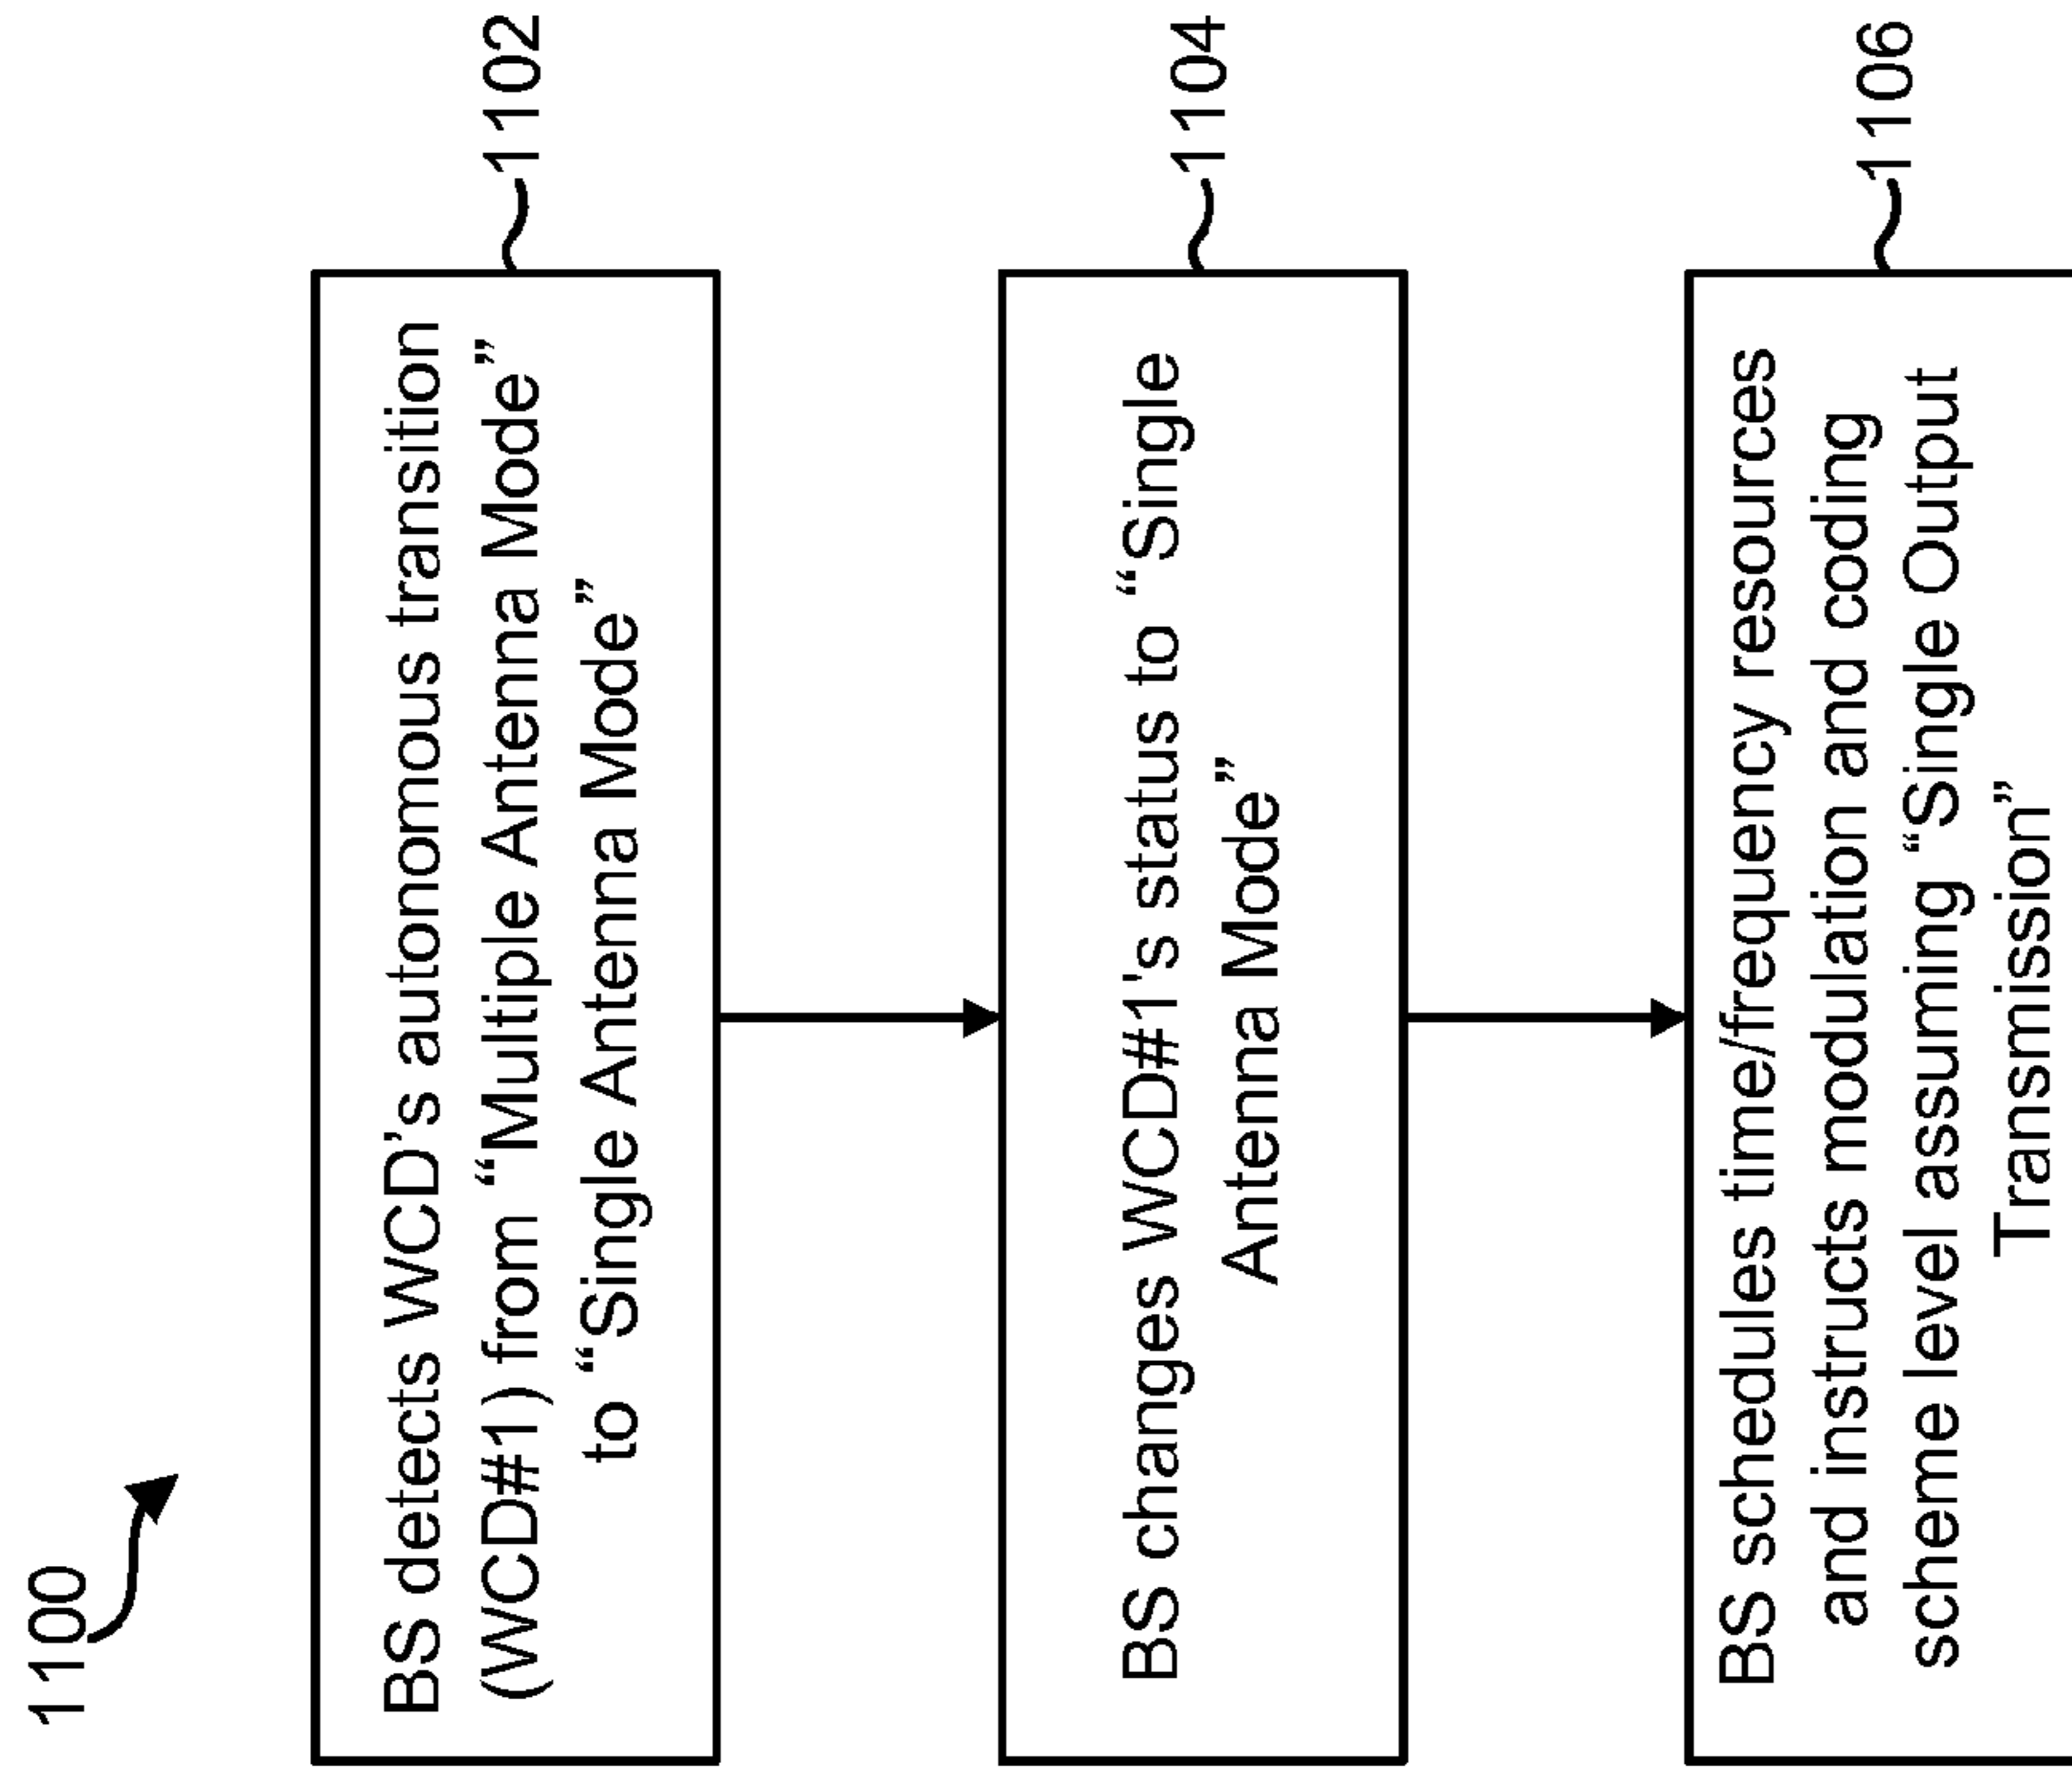 1100
BS detects WCD’s autonomous transition
(WCD#1) from “Multiple Antenna Mode”
to “Single Antenna Mode”
1102
BS changes WCD#1's status to “Single
Antenna Mode”
1104
BS schedules time/frequency resources
and instructs modulation and coding
scheme level assuming “Single Output
Transmission”
1106